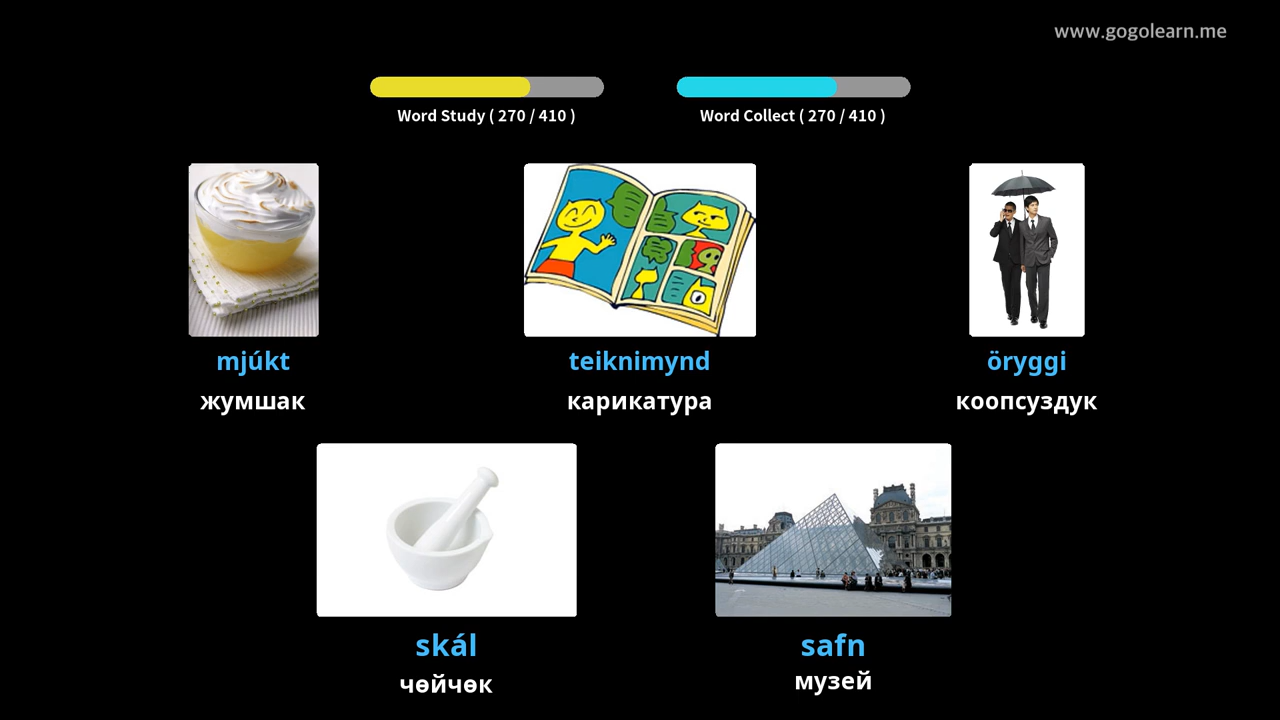 www.gogolearn.me
Word Study ( 270 / 410 )
Word Collect ( 270 / 410 )
mjúkt
жумшак
teiknimynd
карикатура
öryggi
коопсуздук
skál
чөйчөк
safn
музей